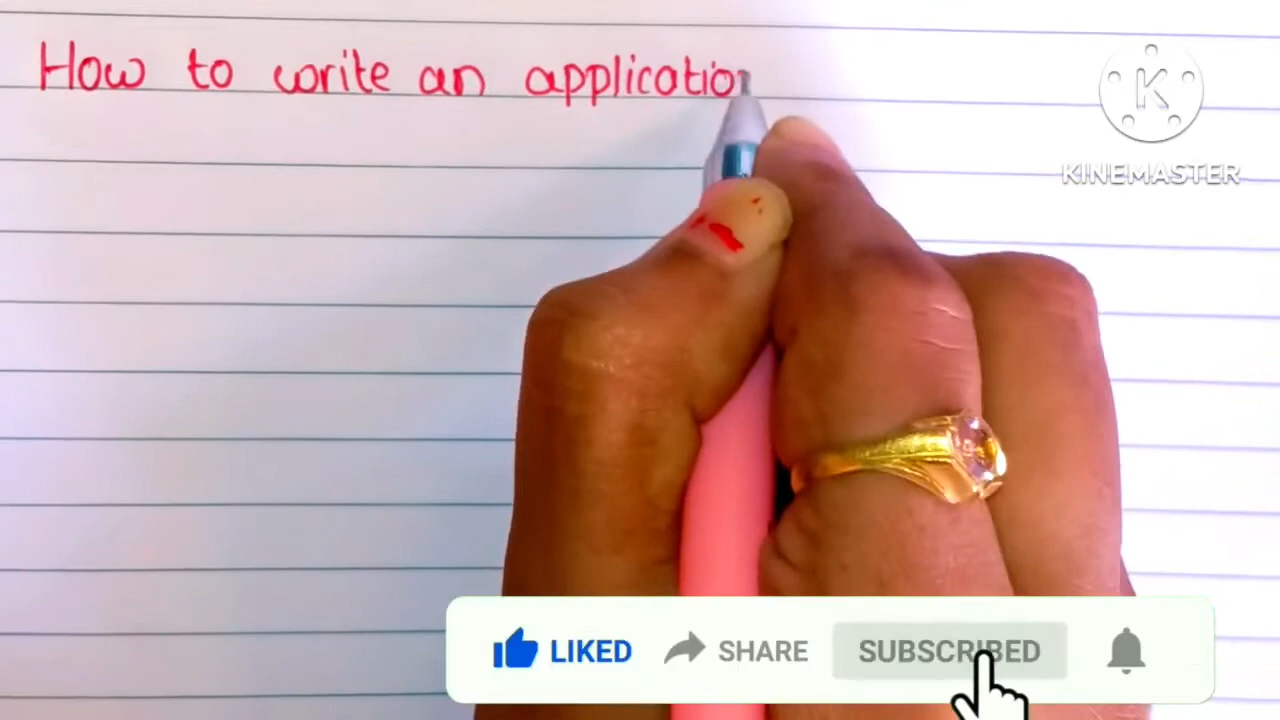 How to write an applicatio
K
KINEMASTER
LIKED SHARE SUBSCRIBED